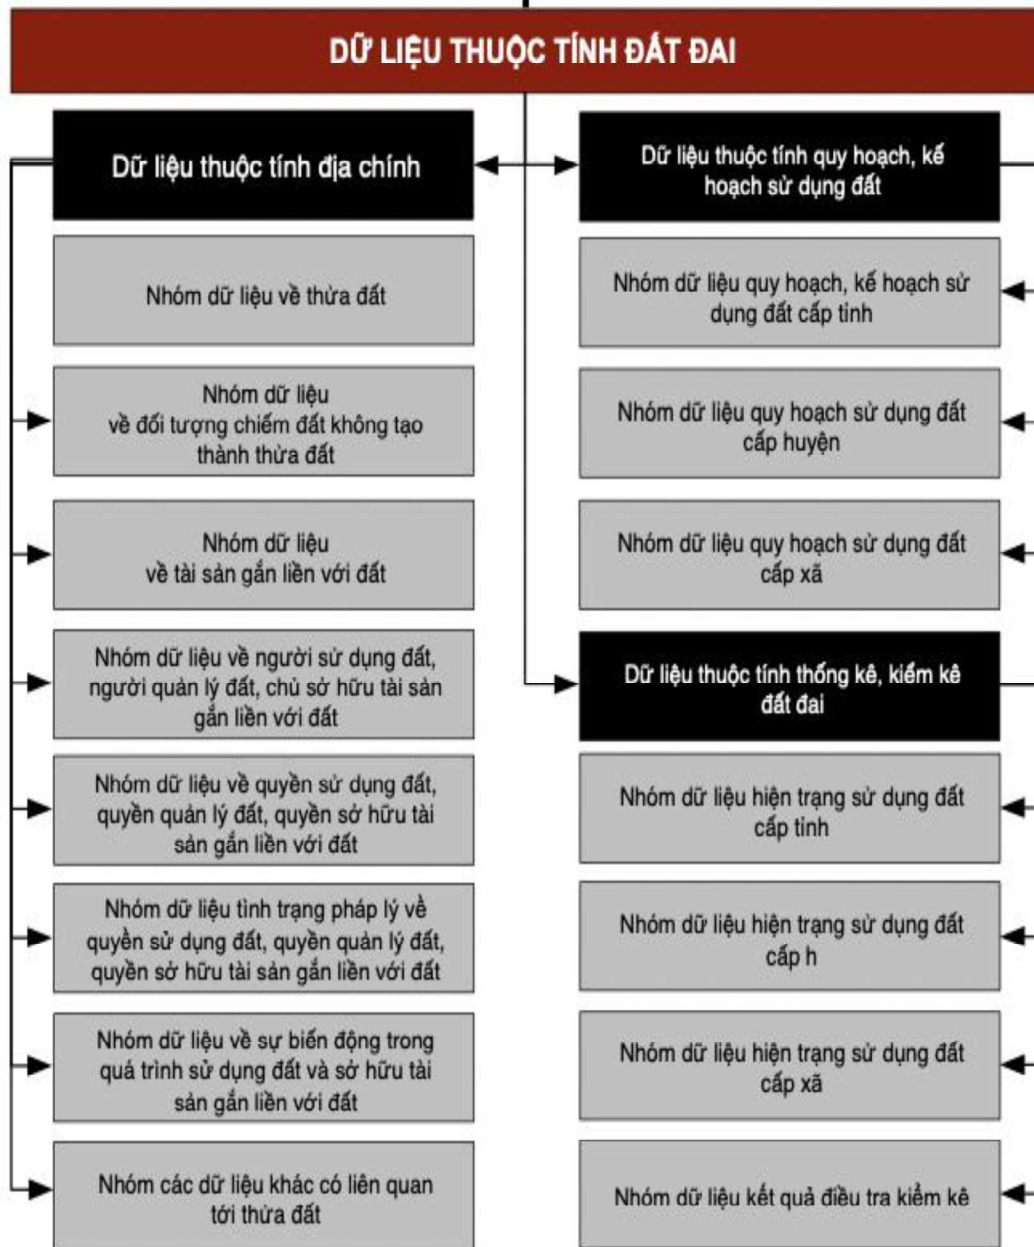 DỮ LIỆU THUỘC TÍNH ĐẤT ĐAI
Dữ liệu thuộc tính địa chính
Nhóm dữ liệu về thửa đất
Nhóm dữ liệu
về đối tượng chiếm đất không tạo
thành thửa đất
Nhóm dữ liệu
về tài sản gắn liền với đất
Nhóm dữ liệu về người sử dụng đất,
người quản lý đất, chủ sở hữu tài sản
gắn liền với đất
Nhóm dữ liệu về quyền sử dụng đất,
quyền quản lý đất, quyền sở hữu tài
sản gắn liền với đất
Nhóm dữ liệu tình trạng pháp lý về
quyền sử dụng đất, quyền quản lý đất,
quyền sở hữu tài sản gắn liền với đất
Nhóm dữ liệu về sự biến động trong
quá trình sử dụng đất và sở hữu tài
sản gắn liền với đất
Nhóm các dữ liệu khác có liên quan
tới thửa đất
Dữ liệu thuộc tính quy hoạch, kế
hoạch sử dụng đất
Nhóm dữ liệu quy hoạch, kế hoạch sử
dụng đất cấp tỉnh
Nhóm dữ liệu quy hoạch sử dụng đất
cấp huyện
Nhóm dữ liệu quy hoạch sử dụng đất
cấp xã
Dữ liệu thuộc tính thống kê, kiểm kê
đất đai
Nhóm dữ liệu hiện trạng sử dụng đất
cấp tỉnh
Nhóm dữ liệu hiện trạng sử dụng đất
cấp h
Nhóm dữ liệu hiện trạng sử dụng đất
cấp xã
Nhóm dữ liệu kết quả điều tra kiểm kê